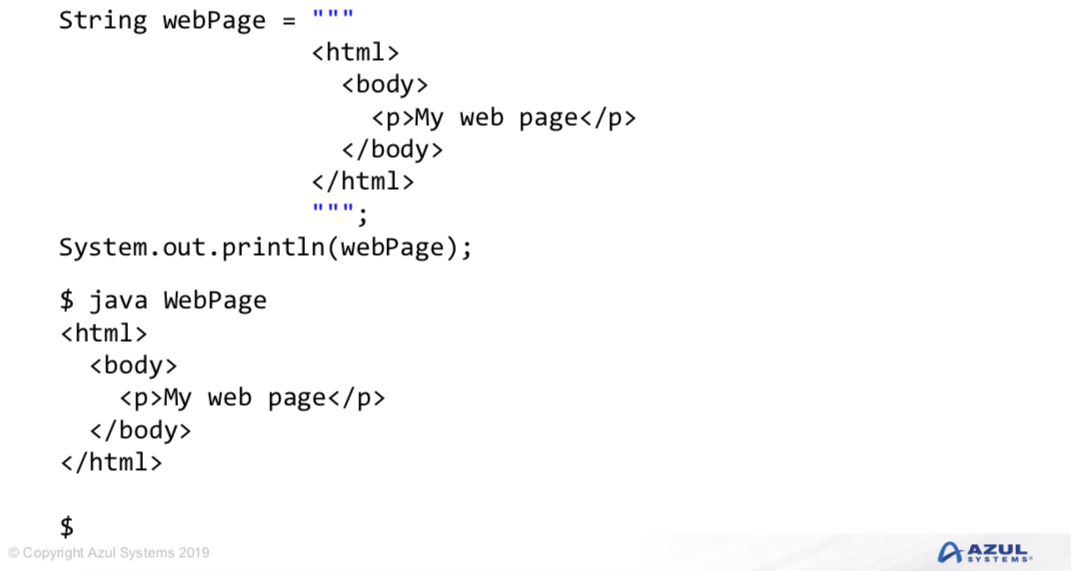 String webPage = """
<html>
<body>
<p>My web page</p>
</body>
</html>
""";
System.out.println(webPage);
$ java WebPage
<html>
<body>
<p>My web page</p>
</body>
</html>
$
© Copyright Azul Systems 2019
AZUL
SYSTEMS®